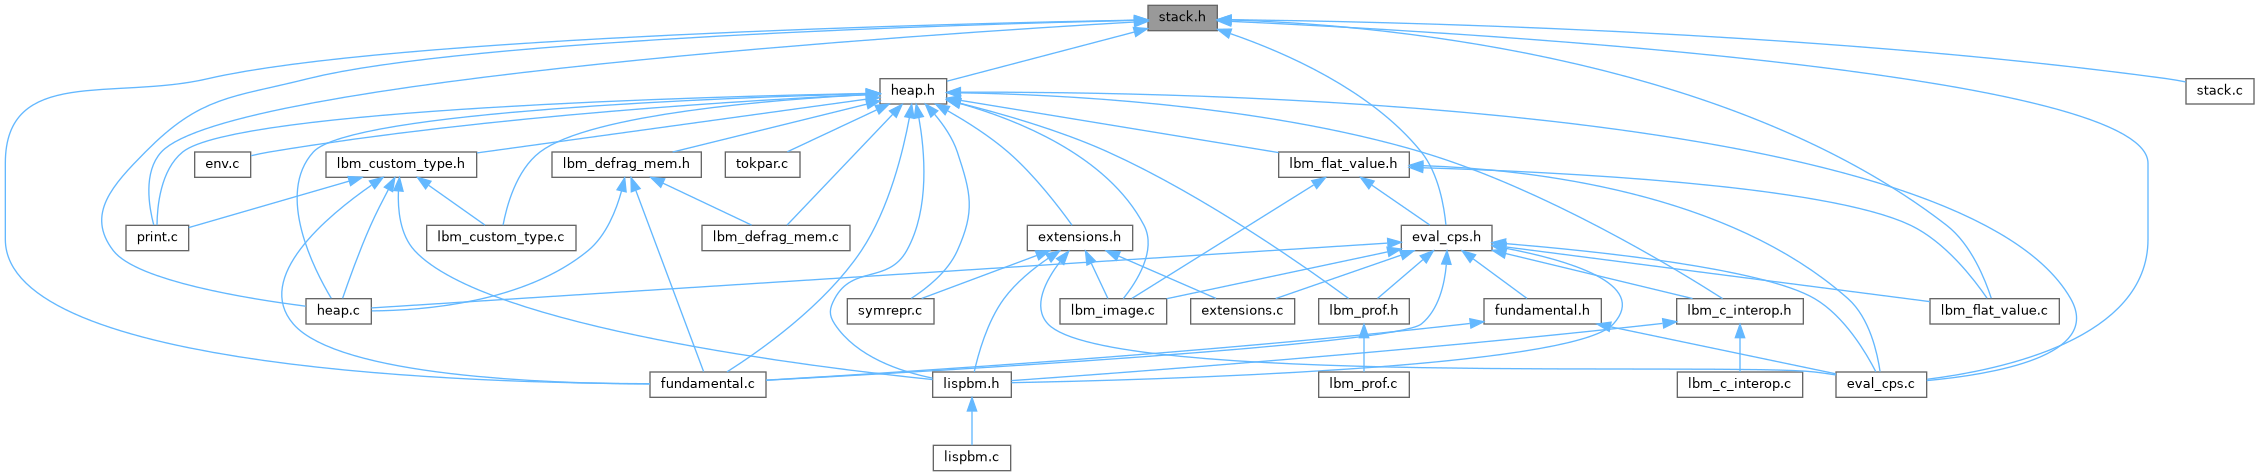 stack.h
heap.h
stack.c
env.c
lbm_custom_type.h
lbm_defrag_mem.h
tokpar.c
lbm_flat_value.h
print.c
lbm_custom_type.c
lbm_defrag_mem.c
extensions.h
eval_cps.h
heap.c
symrepr.c
lbm_image.c
extensions.c
lbm_prof.h
fundamental.h
lbm_c_interop.h
lbm_flat_value.c
fundamental.c
lispbm.h
lbm_prof.c
lbm_c_interop.c
eval_cps.c
lispbm.c